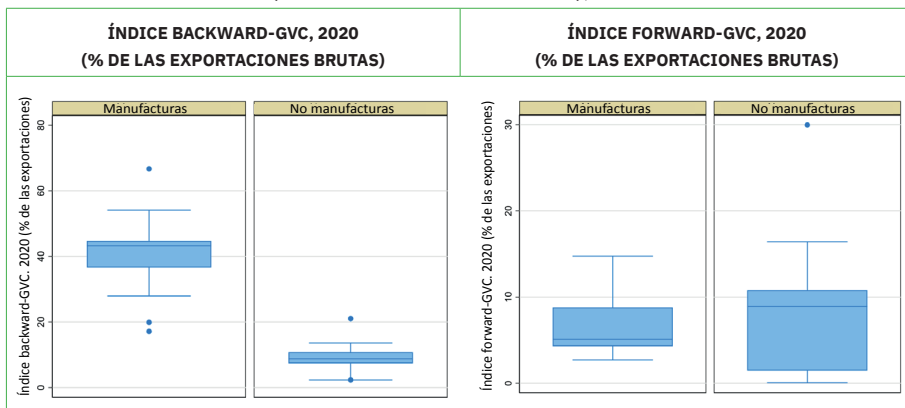 ÍNDICE BACKWARD-GVC, 2020
(% DE LAS EXPORTACIONES BRUTAS)
ÍNDICE FORWARD-GVC, 2020
(% DE LAS EXPORTACIONES BRUTAS)
Índice backward-GVC. 2020 (% de las exportaciones)
Manufacturas
No manufacturas
80
60
40
20
0
Índice forward-GVC. 2020 (% de las exportaciones)
Manufacturas
No manufacturas
30
20
10
0